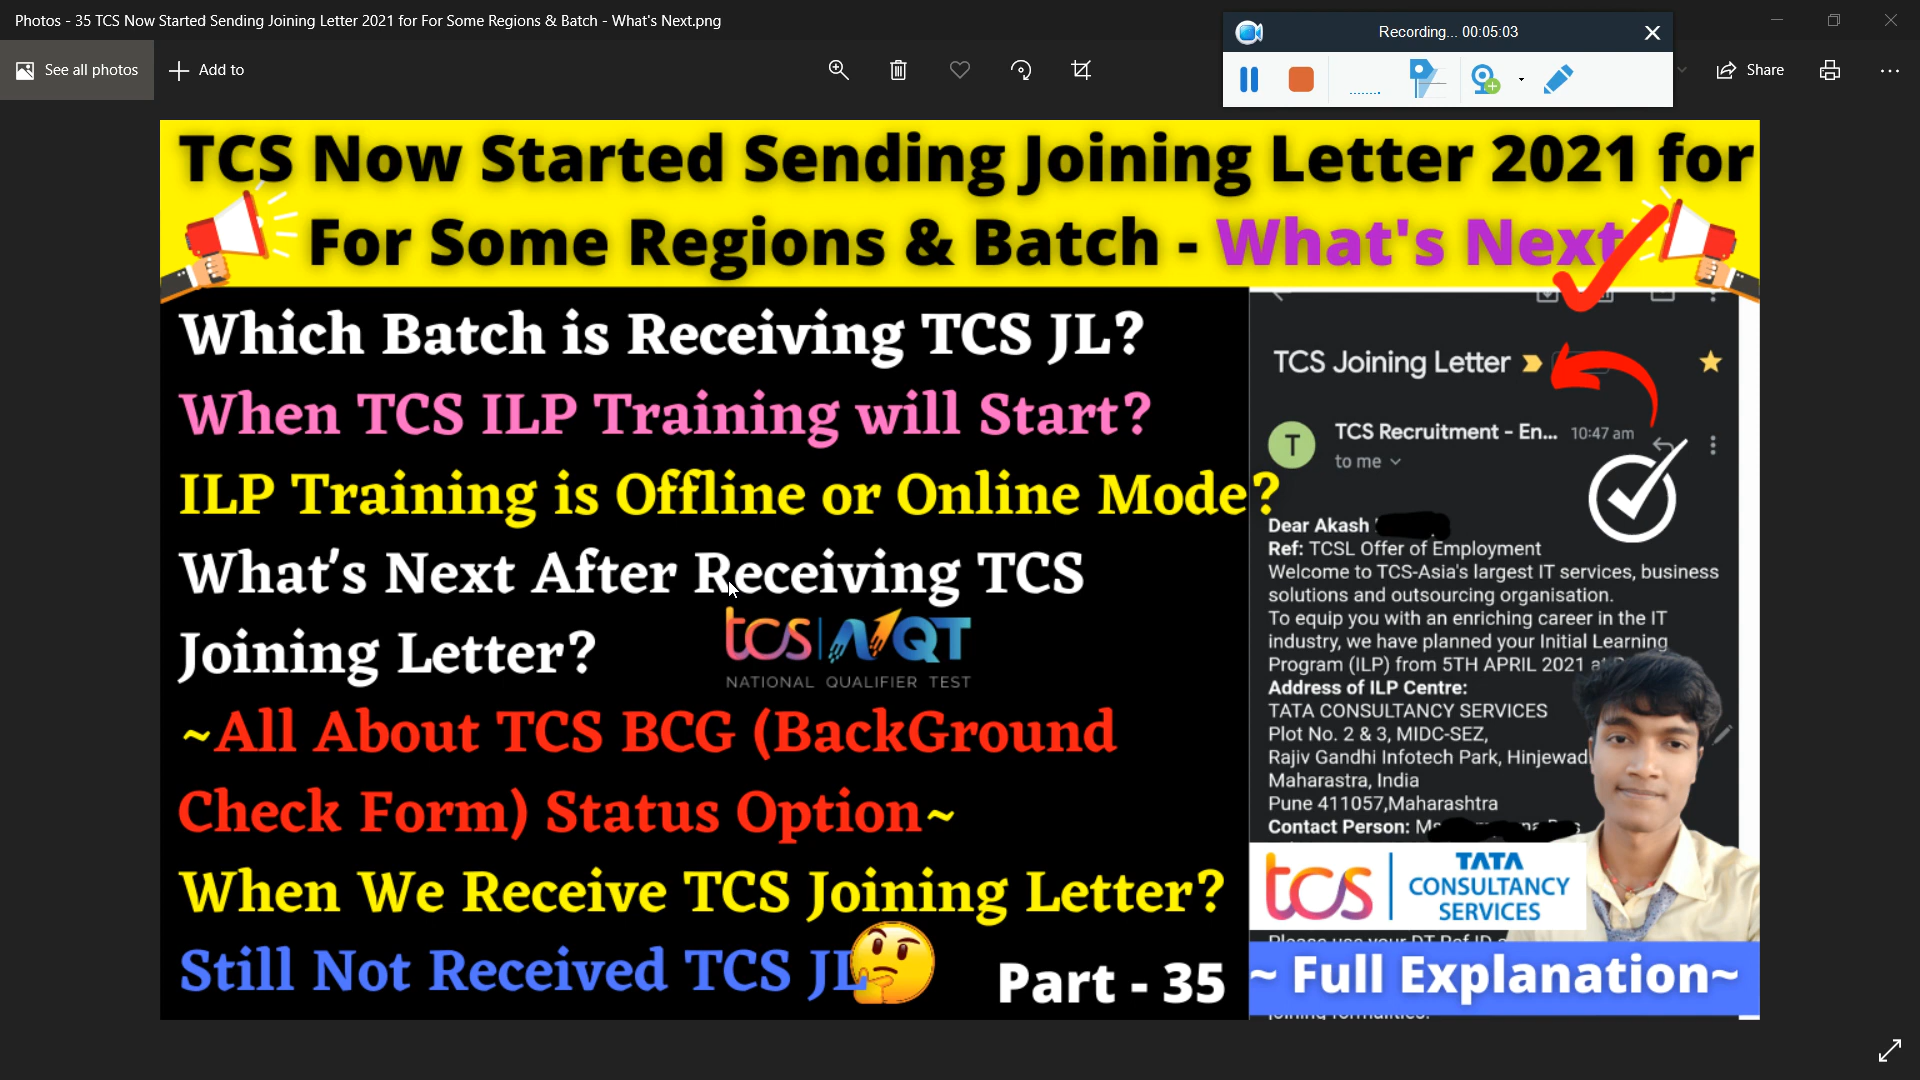 Photos - 35 TCS Now Started Sending Joining Letter 2021 for For Some Regions & Batch - What's Next.png
Recording... 00:05:03
See all photos
Add to
Share
TCS Now Started Sending Joining Letter 2021 for
For Some Regions & Batch - What's Next
Which Batch is Receiving TCS JL?
When TCS ILP Training will Start?
ILP Training is Offline or Online Mode?
What's Next After Receiving TCS
Joining Letter?
tcs NQT
NATIONAL QUALIFIER TEST
~All About TCS BCG (BackGround
Check Form) Status Option~
When We Receive TCS Joining Letter?
Still Not Received TCS JL
Part - 35
TCS Joining Letter
T
TCS Recruitment - En... 10:47 am
to me
Dear Akash
Ref: TCSL Offer of Employment
Welcome to TCS-Asia's largest IT services, business
solutions and outsourcing organisation.
To equip you with an enriching career in the IT
industry, we have planned your Initial Learning
Program (ILP) from 5TH APRIL 2021
Address of ILP Centre:
TATA CONSULTANCY SERVICES
Plot No. 2 & 3, MIDC-SEZ,
Rajiv Gandhi Infotech Park, Hinjewadi
Maharastra, India
Pune 411057,Maharashtra
Contact Person:
tcs TATA
CONSULTANCY
SERVICES
~ Full Explanation~